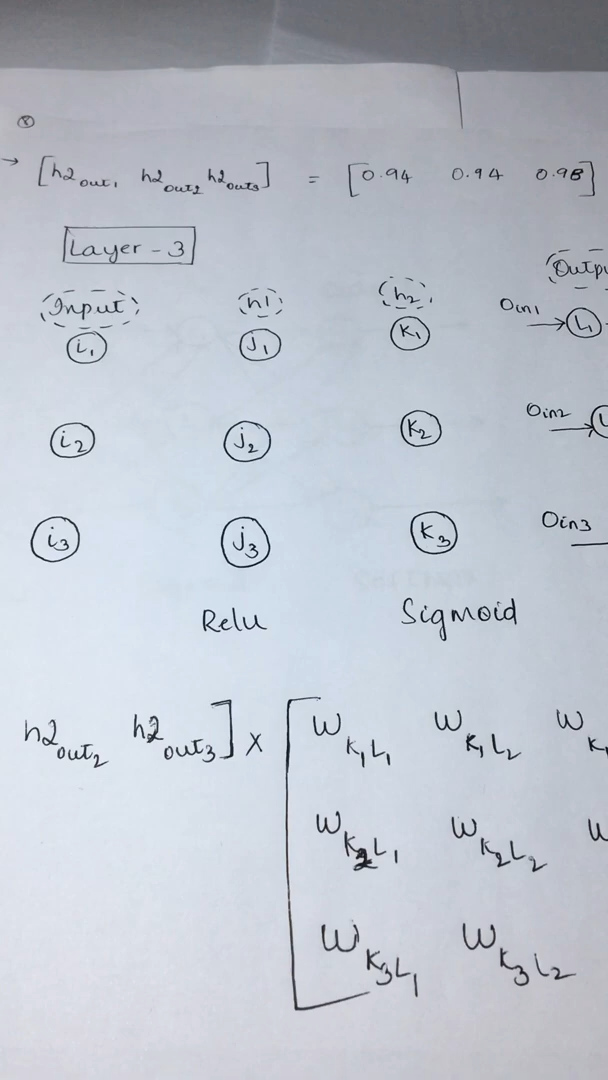 ⑧
→ [h2out1 h2out2 h2out3] = [0.94 0.94 0.98]
Layer - 3
Input h1 h2 Outpu
i1 j1 K1 Oin1 L1
i2 j2 K2 Oin2 L
i3 j3 K3 Oin3
Relu Sigmoid
h2out2 h2out3] x [WK1L1 WK1L2 WK1
WK2L1 WK2L2 W
WK3L1 WK3L2